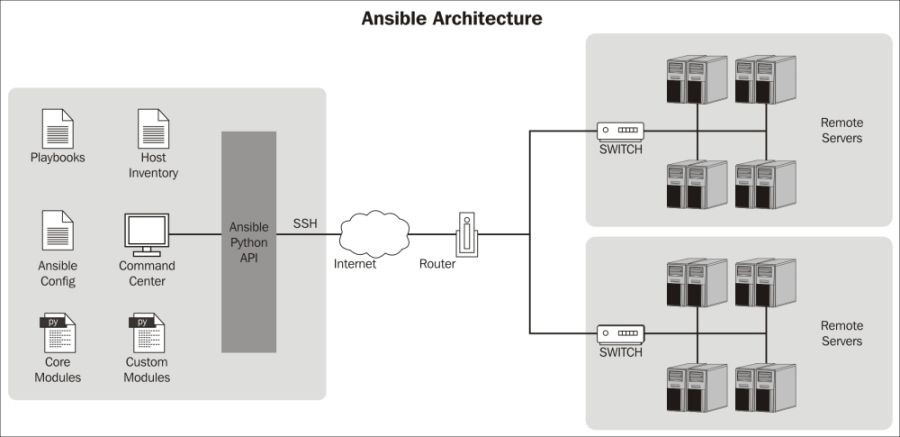 Ansible Architecture
Playbooks
Host
Inventory
Ansible
Config
Command
Center
py
Core
Modules
py
Custom
Modules
Ansible
Python
API
SSH
Internet
Router
SWITCH
Remote
Servers
SWITCH
Remote
Servers